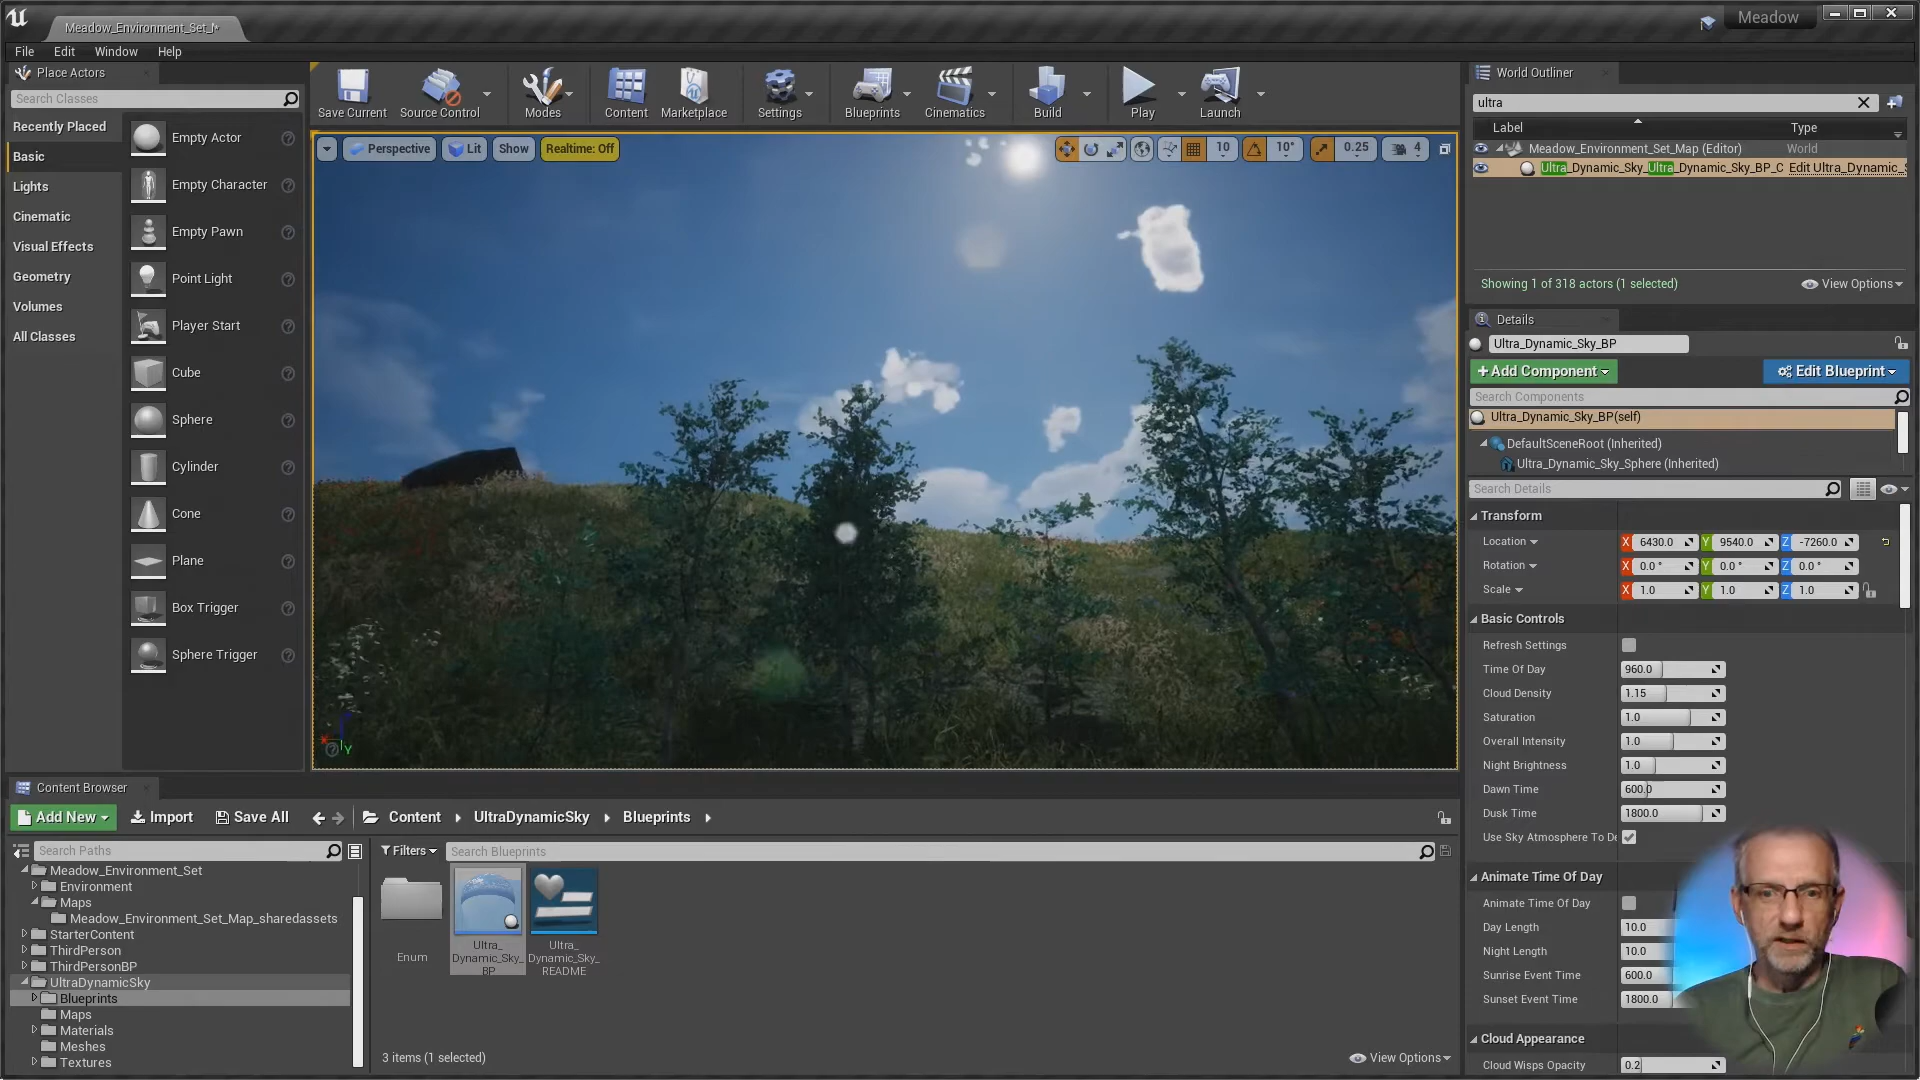 Meadow_Environment_Set_M*
Meadow
File Edit Window Help
Place Actors
Search Classes
Recently Placed
Basic
Lights
Cinematic
Visual Effects
Geometry
Volumes
All Classes
Empty Actor
Empty Character
Empty Pawn
Point Light
Player Start
Cube
Sphere
Cylinder
Cone
Plane
Box Trigger
Sphere Trigger
Save Current
Source Control
Modes
Content
Marketplace
Settings
Blueprints
Cinematics
Build
Play
Launch
Perspective Lit Show Realtime: Off 10 10° 0.25 4
X Y
World Outliner
ultra
Label Type
Meadow_Environment_Set_Map (Editor) World
Ultra_Dynamic_Sky_Ultra_Dynamic_Sky_BP_C Edit Ultra_Dynamic_S
Showing 1 of 318 actors (1 selected) View Options
Details
Ultra_Dynamic_Sky_BP
+Add Component Edit Blueprint
Search Components
Ultra_Dynamic_Sky_BP(self)
DefaultSceneRoot (Inherited)
Ultra_Dynamic_Sky_Sphere (Inherited)
Search Details
Transform
Location X 6430.0 Y 9540.0 Z -7260.0
Rotation X 0.0 ° Y 0.0 ° Z 0.0 °
Scale X 1.0 Y 1.0 Z 1.0
Basic Controls
Refresh Settings
Time Of Day 960.0
Cloud Density 1.15
Saturation 1.0
Overall Intensity 1.0
Night Brightness 1.0
Dawn Time 600.0
Dusk Time 1800.0
Use Sky Atmosphere To De
Animate Time Of Day
Animate Time Of Day
Day Length 10.0
Night Length 10.0
Sunrise Event Time 600.0
Sunset Event Time 1800.0
Cloud Appearance
Cloud Wisps Opacity 0.2
Content Browser
Add New Import Save All Content UltraDynamicSky Blueprints
Search Paths
Filters Search Blueprints
Meadow_Environment_Set
Environment
Maps
Meadow_Environment_Set_Map_sharedassets
StarterContent
ThirdPerson
ThirdPersonBP
UltraDynamicSky
Blueprints
Maps
Materials
Meshes
Textures
Enum
Ultra_
Dynamic_Sky_
BP
Ultra_
Dynamic_Sky_
README
3 items (1 selected) View Options